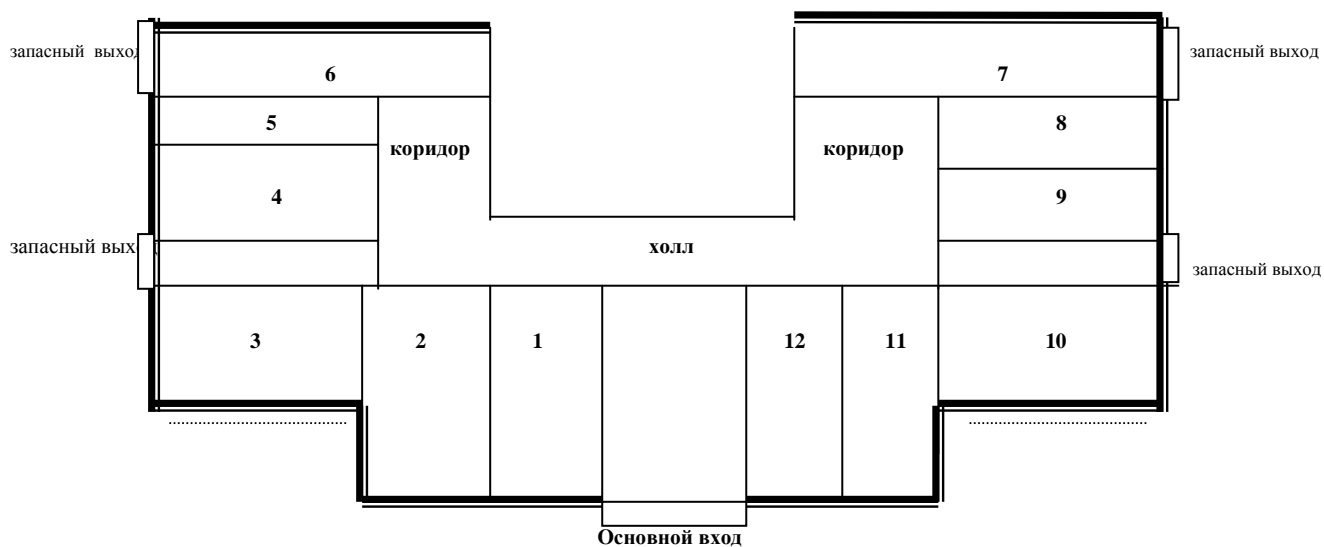 запасный выход
запасный выход
6
7
5
8
коридор
коридор
4
9
запасный вых
холл
запасный выход
3
2
1
12
11
10
Основной вход